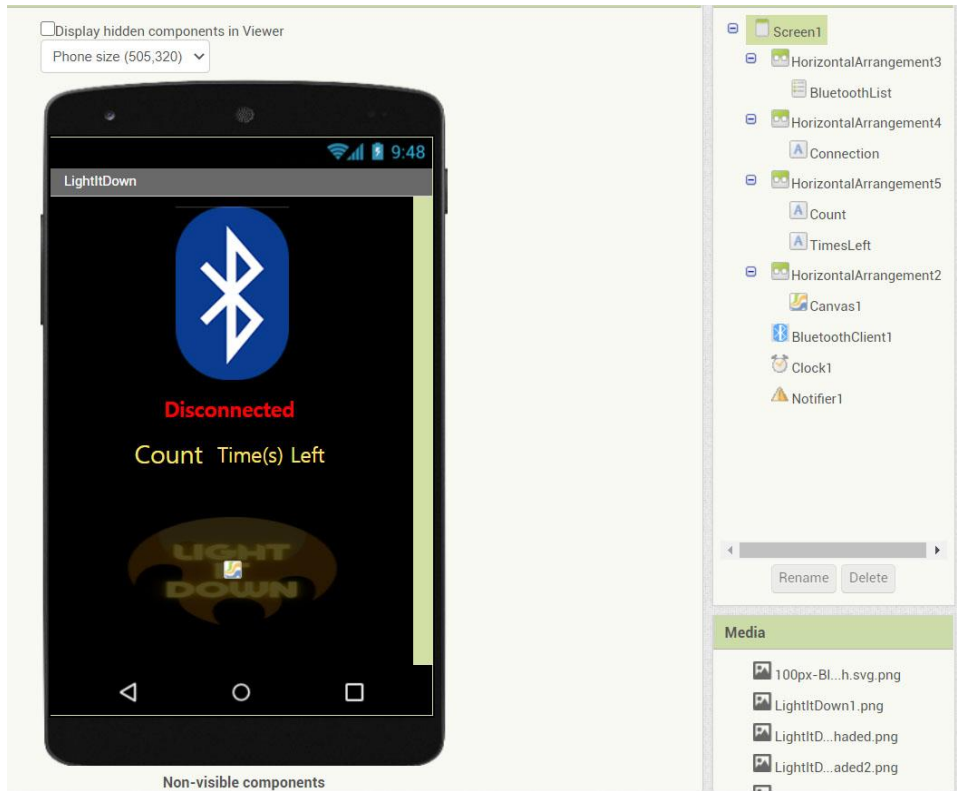 Display hidden components in Viewer
Phone size (505,320)
9:48
LightItDown
Disconnected
Count Time(s) Left
LIGHT
IT
DOWN
Non-visible components
Screen1
HorizontalArrangement3
BluetoothList
HorizontalArrangement4
Connection
HorizontalArrangement5
Count
TimesLeft
HorizontalArrangement2
Canvas1
BluetoothClient1
Clock1
Notifier1
Rename Delete
Media
100px-Bl...h.svg.png
LightItDown1.png
LightItD...haded.png
LightItD...aded2.png